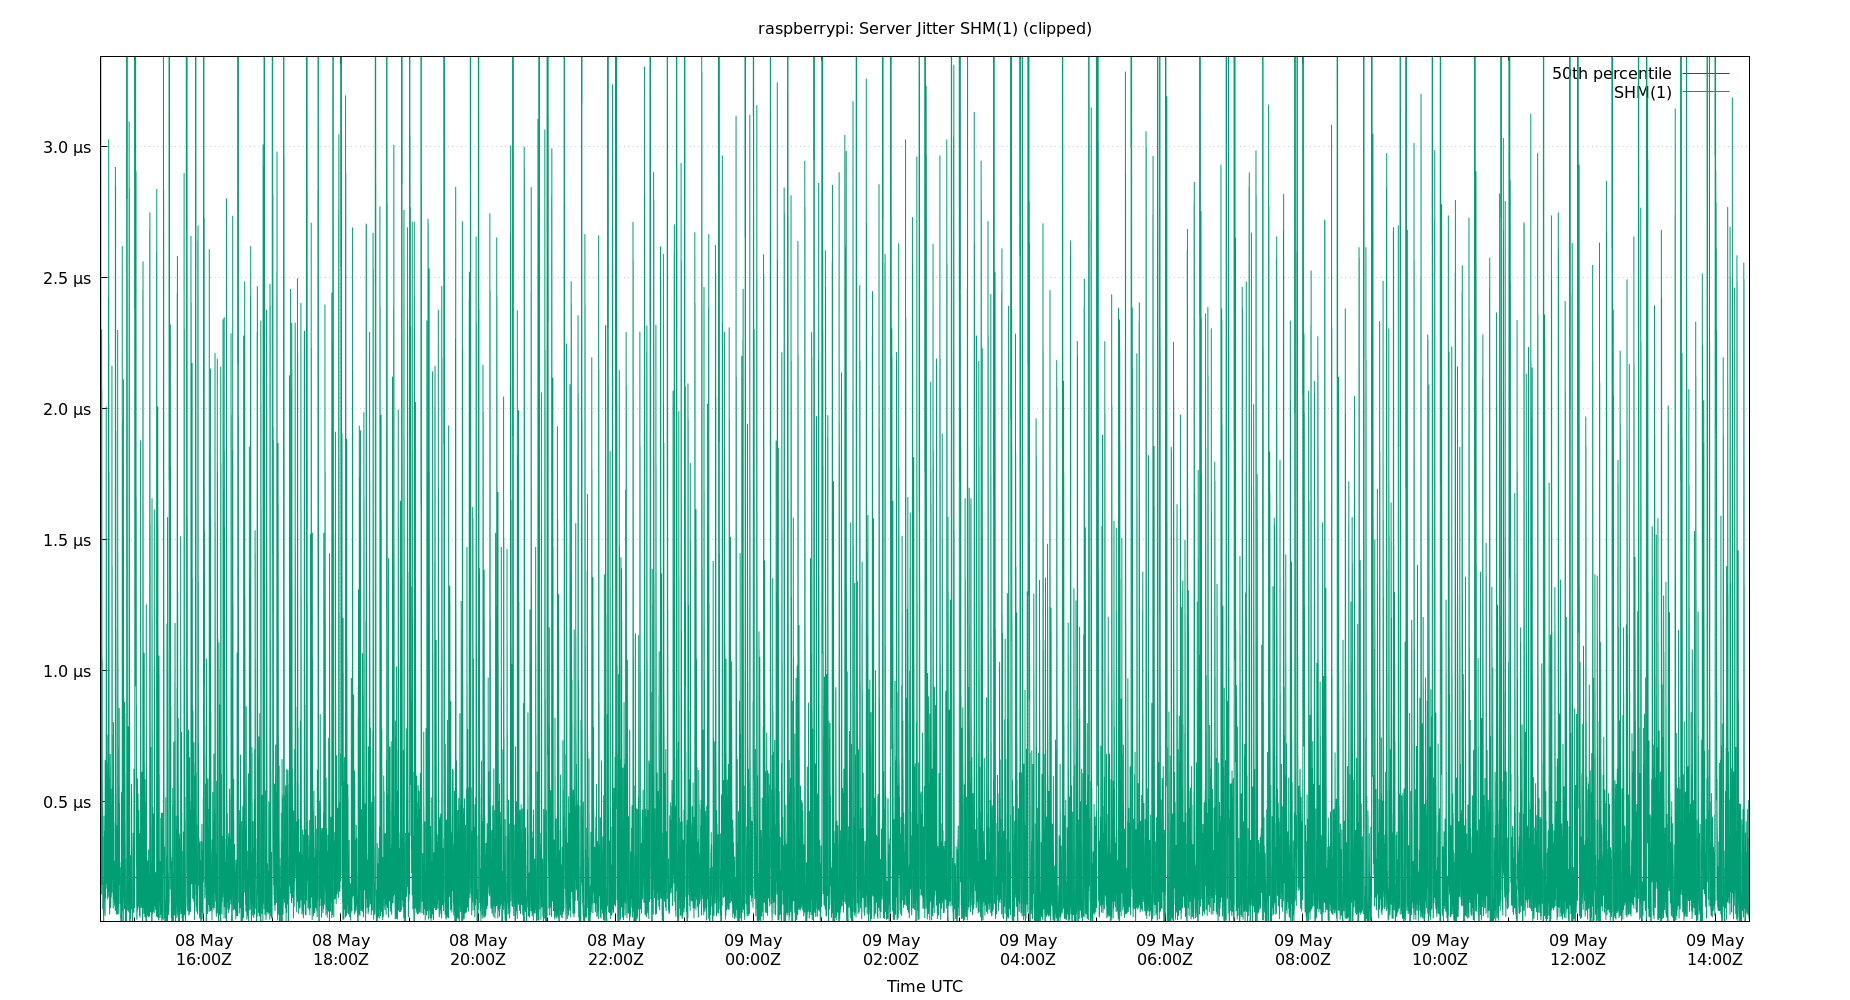 raspberrypi: Server Jitter SHM(1) (clipped)
50th percentile
SHM(1)
3.0 µs
2.5 µs
2.0 µs
1.5 µs
1.0 µs
0.5 µs
08 May 08 May 08 May 08 May 09 May 09 May 09 May 09 May 09 May 09 May 09 May 09 May
16:00Z 18:00Z 20:00Z 22:00Z 00:00Z 02:00Z 04:00Z 06:00Z 08:00Z 10:00Z 12:00Z 14:00Z
Time UTC